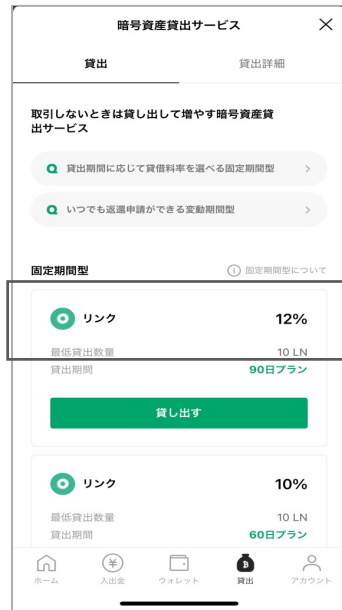 暗号資産貸出サービス
貸出 貸出詳細
取引しないときは貸し出して増やす暗号資産貸
出サービス
貸出期間に応じて貸借料率を選べる固定期間型
いつでも返還申請ができる変動期間型
固定期間型 固定期間型について
リンク 12%
最低貸出数量 10 LN
貸出期間 90日プラン
貸し出す
リンク 10%
最低貸出数量 10 LN
貸出期間 60日プラン
ホーム 入出金 ウォレット 貸出 アカウント